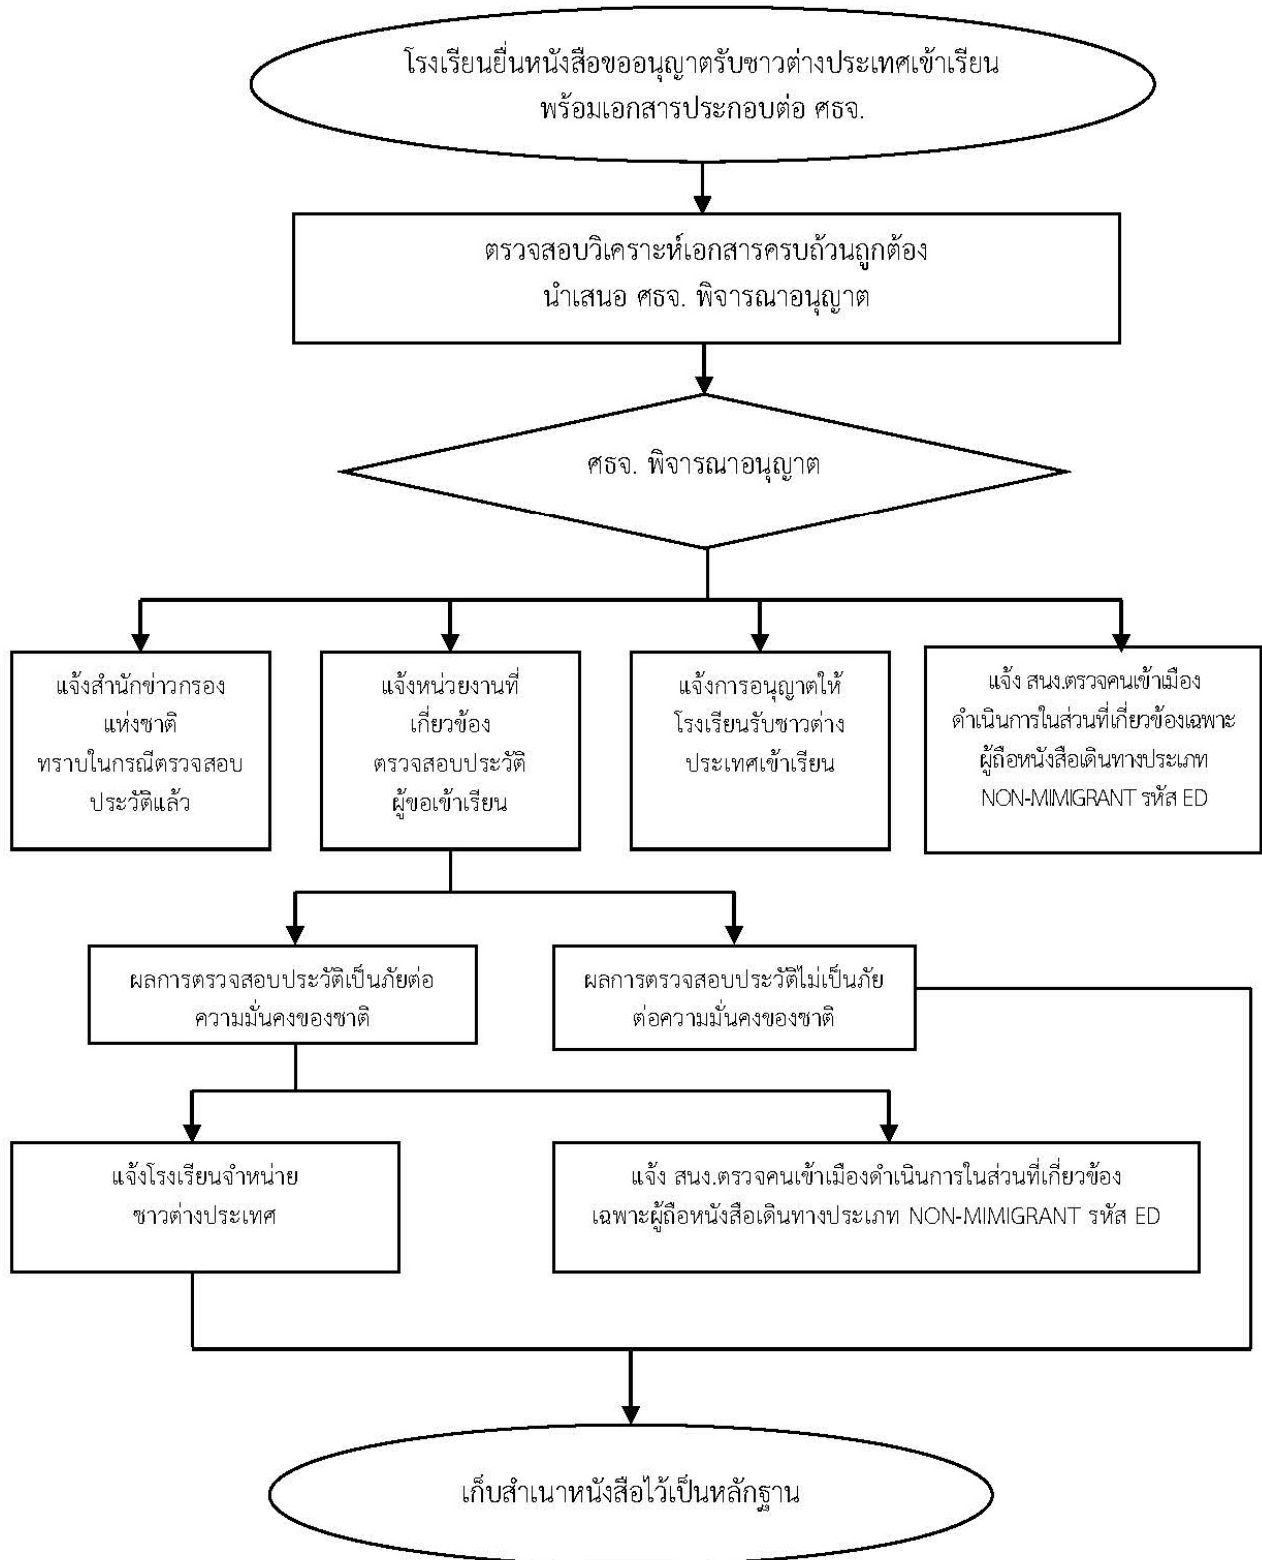 โรงเรียนยื่นหนังสือขออนุญาตรับชาวต่างประเทศเข้าเรียน
พร้อมเอกสารประกอบต่อ ศธจ.
ตรวจสอบวิเคราะห์เอกสารครบถ้วนถูกต้อง
นำเสนอ ศธจ. พิจารณาอนุญาต
ศธจ. พิจารณาอนุญาต
แจ้งสำนักข่าวกรอง
แห่งชาติ
ทราบในกรณีตรวจสอบ
ประวัติแล้ว
แจ้งหน่วยงานที่
เกี่ยวข้อง
ตรวจสอบประวัติ
ผู้ขอเข้าเรียน
แจ้งการอนุญาตให้
โรงเรียนรับชาวต่าง
ประเทศเข้าเรียน
แจ้ง สนง.ตรวจคนเข้าเมือง
ดำเนินการในส่วนที่เกี่ยวข้องเฉพาะ
ผู้ถือหนังสือเดินทางประเภท
NON-MIMIGRANT รหัส ED
ผลการตรวจสอบประวัติเป็นภัยต่อ
ความมั่นคงของชาติ
ผลการตรวจสอบประวัติไม่เป็นภัย
ต่อความมั่นคงของชาติ
แจ้งโรงเรียนจำหน่าย
ชาวต่างประเทศ
แจ้ง สนง.ตรวจคนเข้าเมืองดำเนินการในส่วนที่เกี่ยวข้อง
เฉพาะผู้ถือหนังสือเดินทางประเภท NON-MIMIGRANT รหัส ED
เก็บสำเนาหนังสือไว้เป็นหลักฐาน